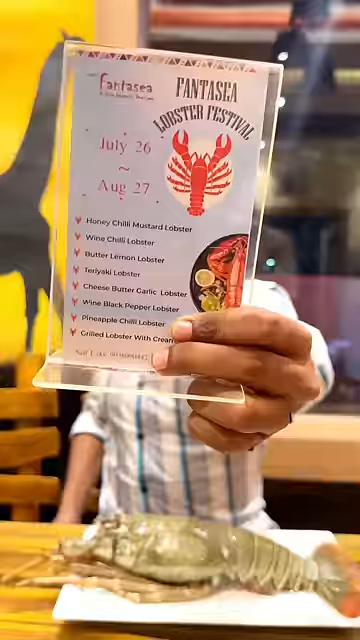 fantasea
FANTASEA
LOBSTER FESTIVAL
July 26
~
Aug 27
Honey Chilli Mustard Lobster
Wine Chilli Lobster
Butter Lemon Lobster
Teriyaki Lobster
Cheese Butter Garlic Lobster
Wine Black Pepper Lobster
Pineapple Chilli Lobster
Grilled Lobster With Cream